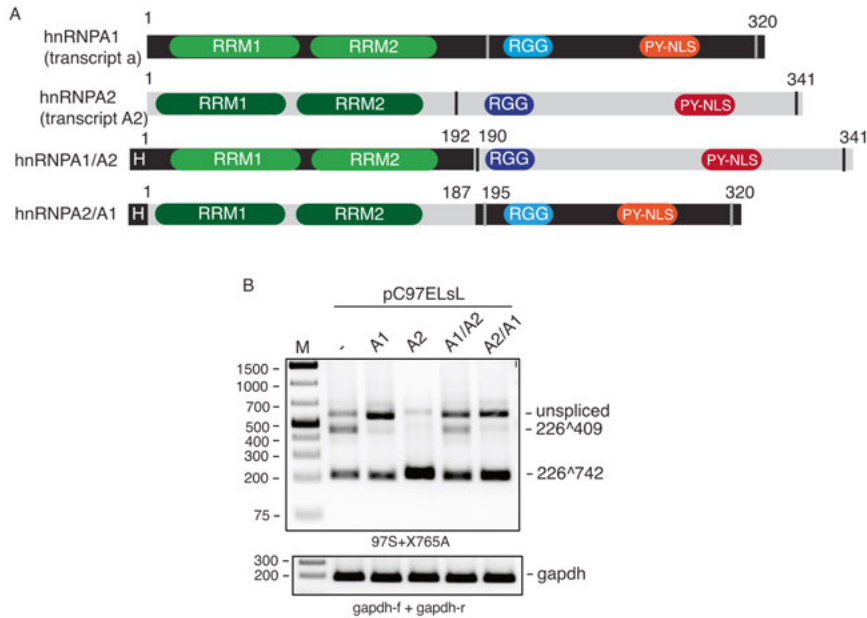 A
1
320
hnRNPA1
(transcript a)
RRM1 RRM2 RGG PY-NLS
1
341
hnRNPA2
(transcript A2)
RRM1 RRM2 RGG PY-NLS
1 192 190 341
hnRNPA1/A2
H RRM1 RRM2 RGG PY-NLS
1 187 195 320
hnRNPA2/A1
H RRM1 RRM2 RGG PY-NLS
B
pC97ELsL
M - A1 A2 A1/A2 A2/A1
1500
1000
700
500
400
300
200
75
unspliced
226^409
226^742
97S+X765A
300
200
gapdh
gapdh-f + gapdh-r